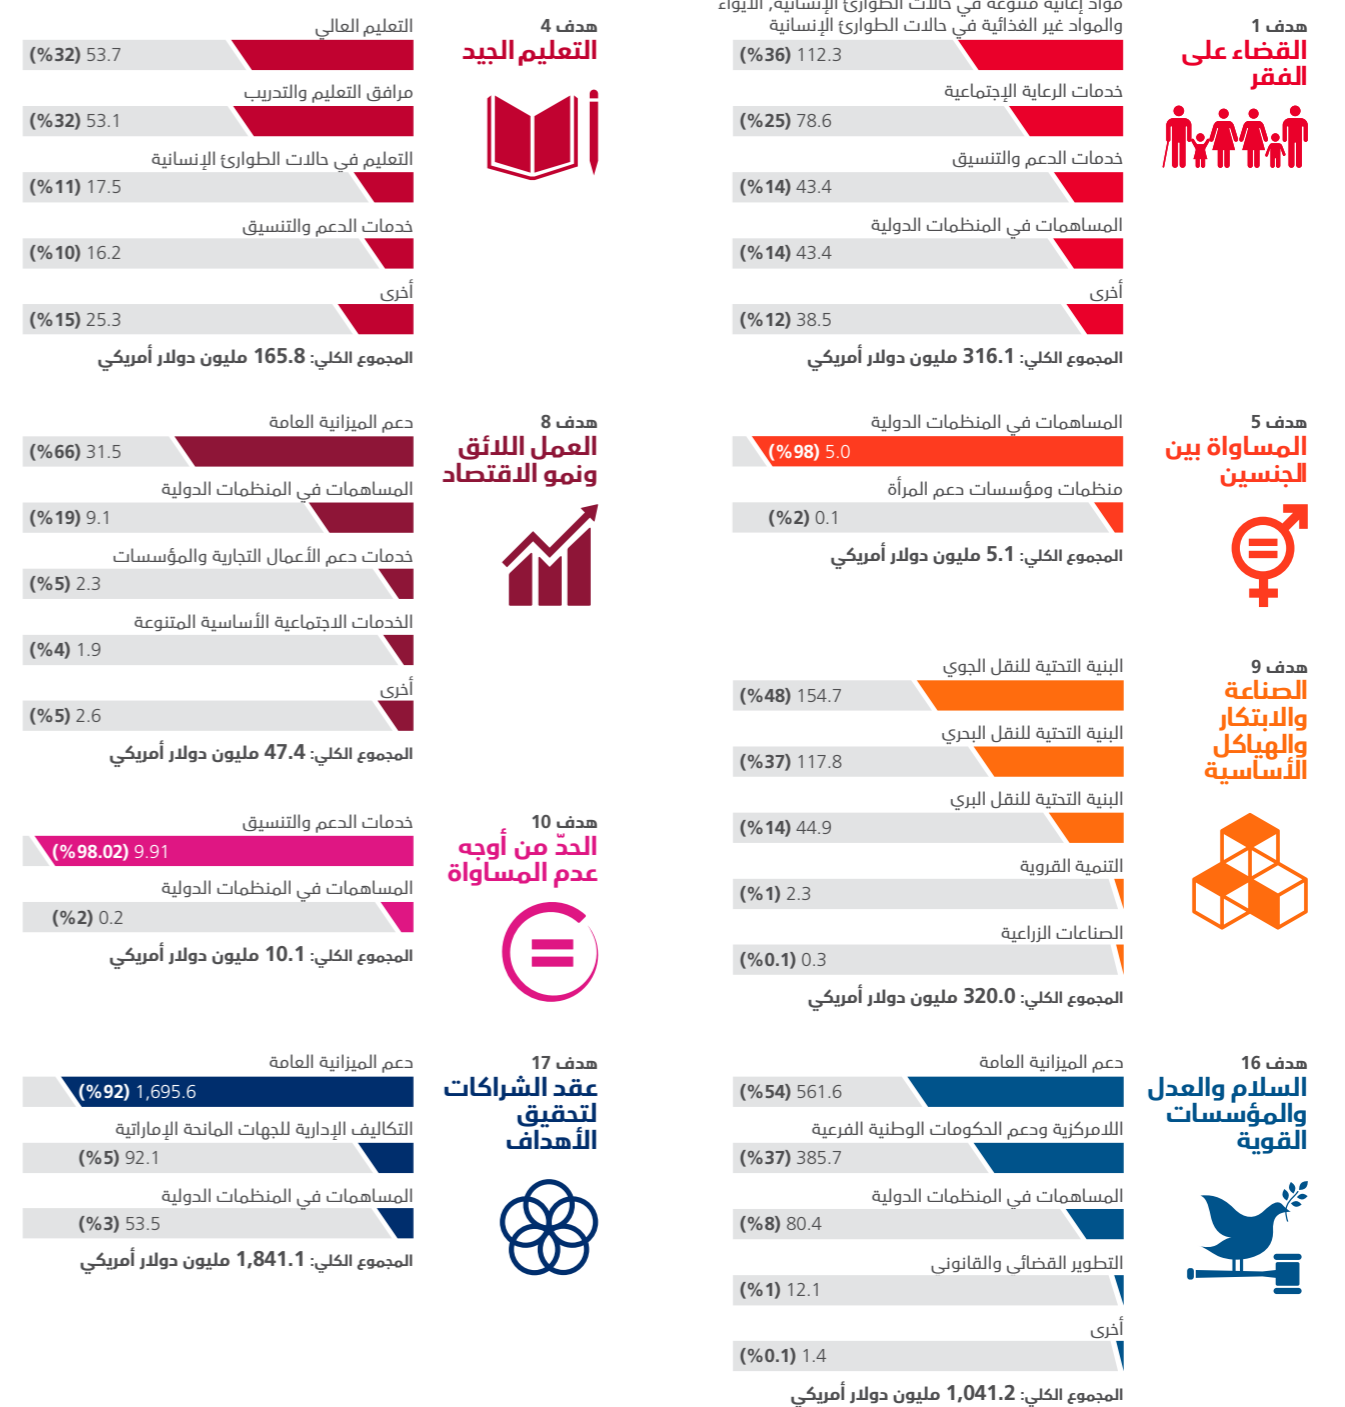 هدف 1
القضاء على
الفقر
مواد إغاثية متنوعة في حالات الطوارئ الإنسانية, الايواء
والمواد غير الغذائية في حالات الطوارئ الإنسانية
112.3 (%36)
خدمات الرعاية الإجتماعية
78.6 (%25)
خدمات الدعم والتنسيق
43.4 (%14)
المساهمات في المنظمات الدولية
43.4 (%14)
أخرى
38.5 (%12)
المجموع الكلي: 316.1 مليون دولار أمريكي
هدف 4
التعليم الجيد
التعليم العالي
53.7 (%32)
مرافق التعليم والتدريب
53.1 (%32)
التعليم في حالات الطوارئ الإنسانية
17.5 (%11)
خدمات الدعم والتنسيق
16.2 (%10)
أخرى
25.3 (%15)
المجموع الكلي: 165.8 مليون دولار أمريكي
هدف 5
المساواة بين
الجنسين
المساهمات في المنظمات الدولية
5.0 (%98)
منظمات ومؤسسات دعم المرأة
0.1 (%2)
المجموع الكلي: 5.1 مليون دولار أمريكي
هدف 8
العمل اللائق
ونمو الاقتصاد
دعم الميزانية العامة
31.5 (%66)
المساهمات في المنظمات الدولية
9.1 (%19)
خدمات دعم الأعمال التجارية والمؤسسات
2.3 (%5)
الخدمات الاجتماعية الأساسية المتنوعة
1.9 (%4)
أخرى
2.6 (%5)
المجموع الكلي: 47.4 مليون دولار أمريكي
هدف 9
الصناعة
والابتكار
والهياكل
الأساسية
البنية التحتية للنقل الجوي
154.7 (%48)
البنية التحتية للنقل البحري
117.8 (%37)
البنية التحتية للنقل البري
44.9 (%14)
التنمية القروية
2.3 (%1)
الصناعات الزراعية
0.3 (%0.1)
المجموع الكلي: 320.0 مليون دولار أمريكي
هدف 10
الحدّ من أوجه
عدم المساواة
خدمات الدعم والتنسيق
9.91 (%98.02)
المساهمات في المنظمات الدولية
0.2 (%2)
المجموع الكلي: 10.1 مليون دولار أمريكي
هدف 16
السلام والعدل
والمؤسسات
القوية
دعم الميزانية العامة
561.6 (%54)
اللامركزية ودعم الحكومات الوطنية الفرعية
385.7 (%37)
المساهمات في المنظمات الدولية
80.4 (%8)
التطوير القضائي والقانوني
12.1 (%1)
أخرى
1.4 (%0.1)
المجموع الكلي: 1,041.2 مليون دولار أمريكي
هدف 17
عقد الشراكات
لتحقيق
الأهداف
دعم الميزانية العامة
1,695.6 (%92)
التكاليف الإدارية للجهات المانحة الإماراتية
92.1 (%5)
المساهمات في المنظمات الدولية
53.5 (%3)
المجموع الكلي: 1,841.1 مليون دولار أمريكي